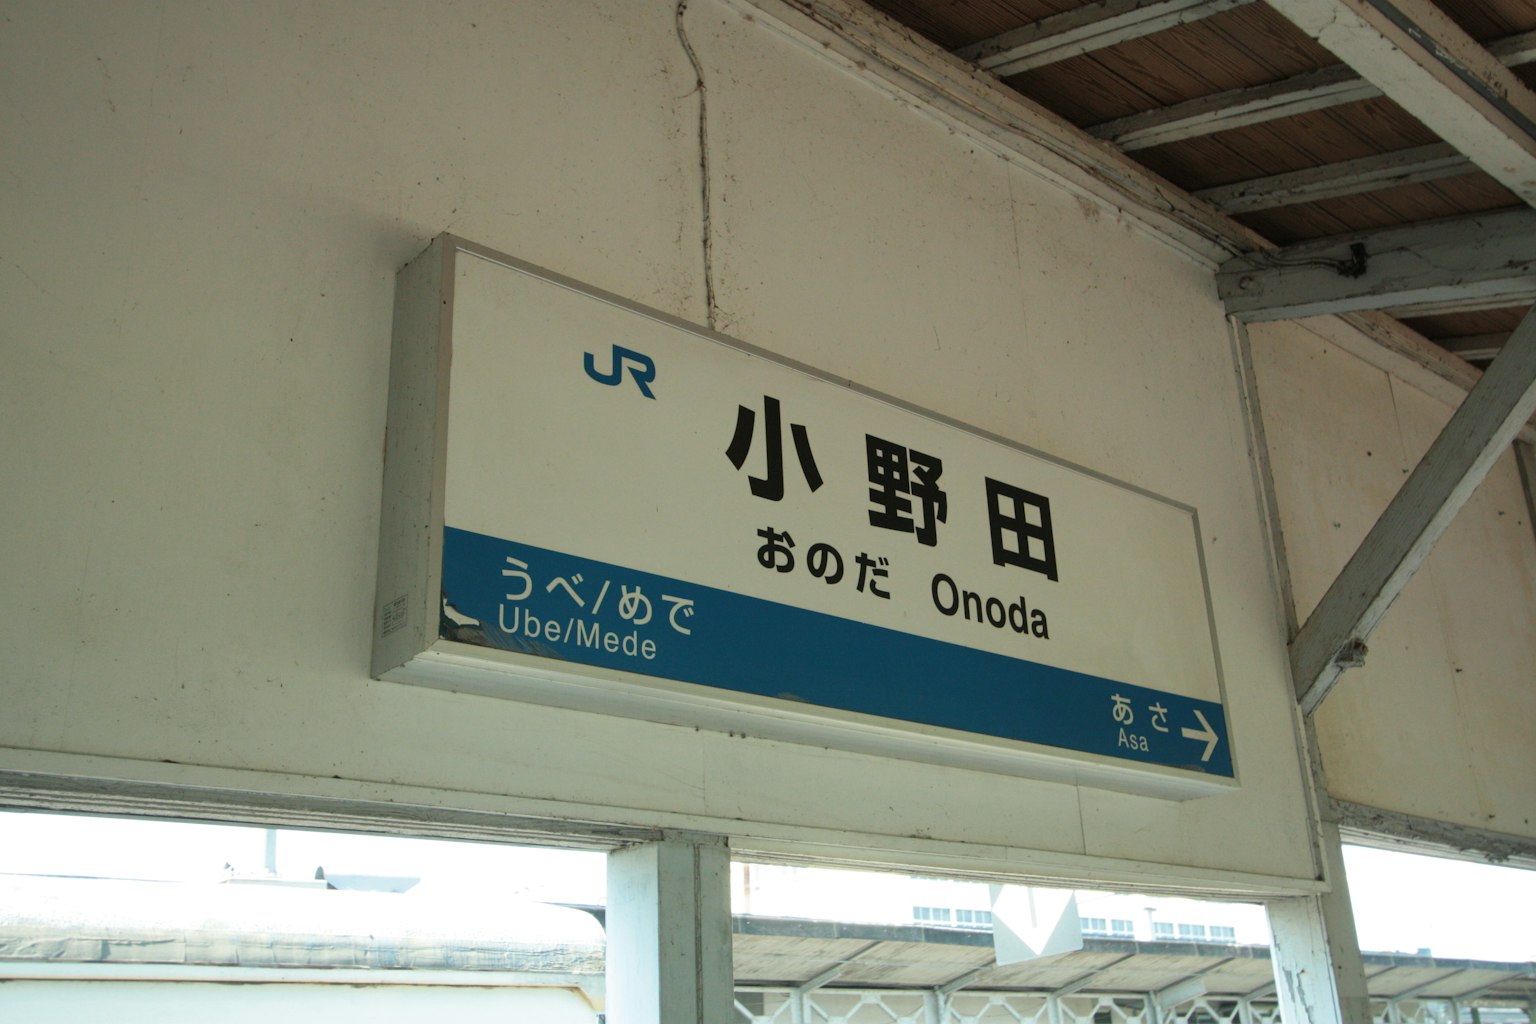 JR
小野田
おのだ Onoda
うべ/めで
Ube/Mede
あさ →
Asa